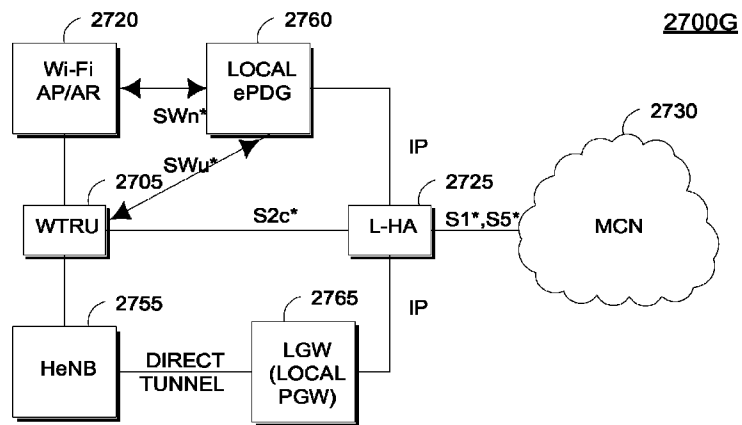 2700G
2720
2760
2730
Wi-Fi
AP/AR
LOCAL
ePDG
SWn*
SWu*
IP
2705
2725
WTRU
S2c*
L-HA
S1*,S5*
MCN
2755
2765
IP
HeNB
DIRECT
TUNNEL
LGW
(LOCAL
PGW)